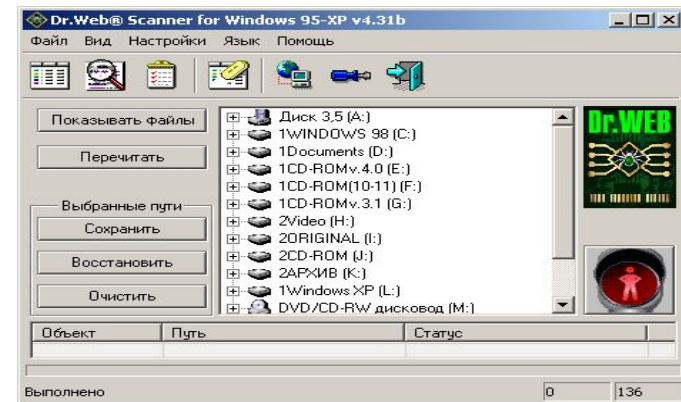 Dr.Web® Scanner for Windows 95-XP v4.31b
Файл Вид Настройки Язык Помощь
Показывать файлы
Перечитать
Выбранные пути
Сохранить
Восстановить
Очистить
Диск 3,5 (A:)
1WINDOWS 98 (C:)
1Documents (D:)
1CD-ROMv.4.0 (E:)
1CD-ROM(10-11) (F:)
1CD-ROMv.3.1 (G:)
2Video (H:)
2ORIGINAL (I:)
2CD-ROM (J:)
2АРХИВ (K:)
1Windows XP (L:)
DVD/CD-RW дисковод (M:)
Dr.WEB
Объект Путь Статус
Выполнено 0 136